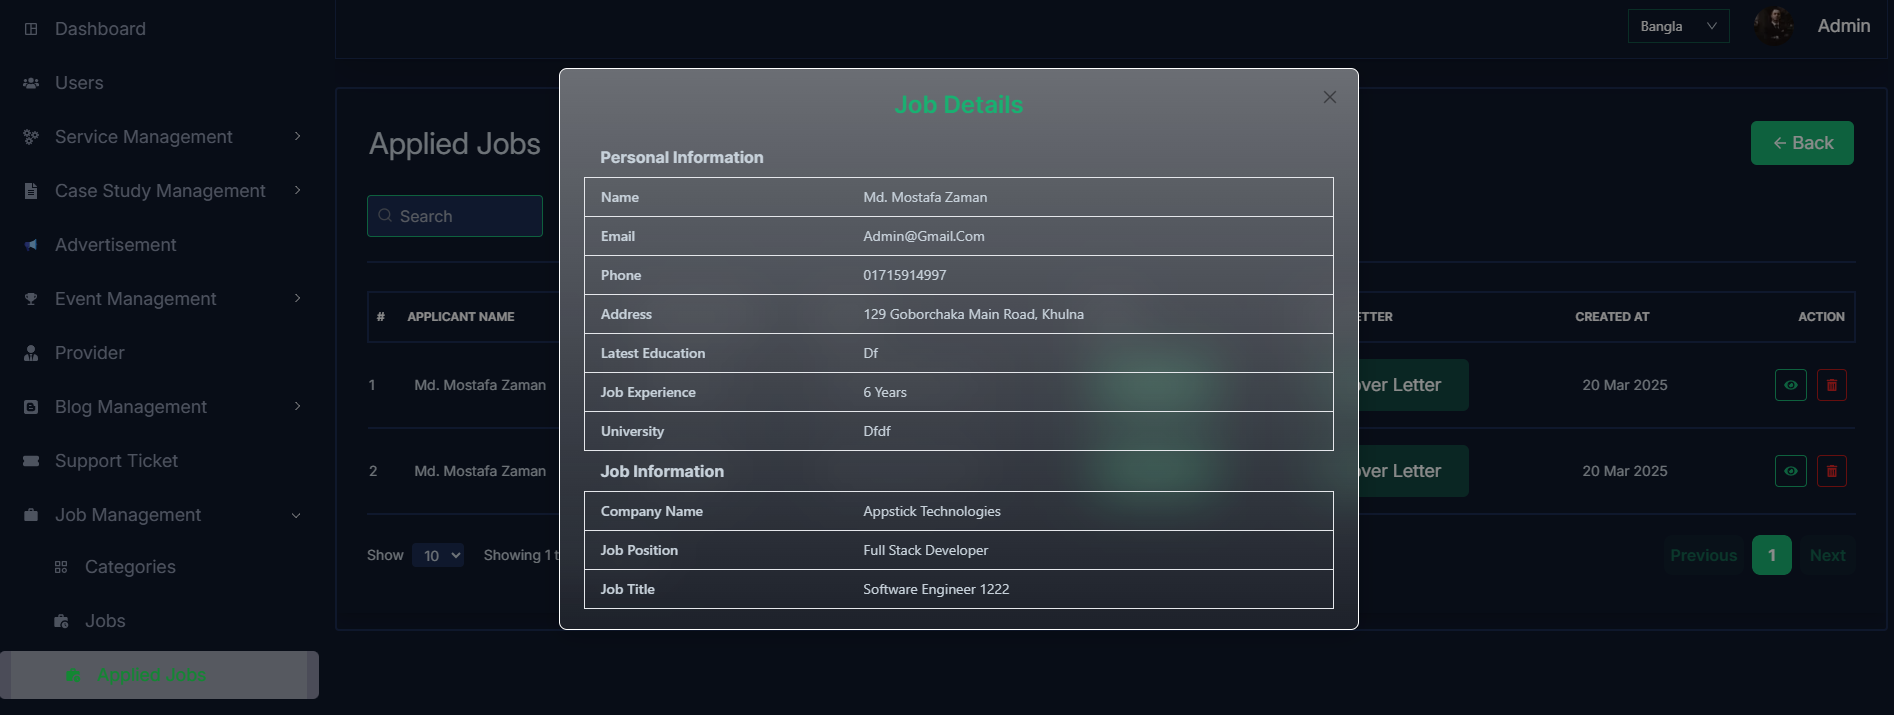 Dashboard
Users
Service Management
Case Study Management
Advertisement
Event Management
Provider
Blog Management
Support Ticket
Job Management
Categories
Jobs
Applied Jobs
Bangla
Admin
Applied Jobs
Back
Search
# APPLICANT NAME CREATED AT ACTION
1 Md. Mostafa Zaman Letter 20 Mar 2025
2 Md. Mostafa Zaman Letter 20 Mar 2025
Show 10 Showing 1
Previous 1 Next
Job Details
Personal Information
Name Md. Mostafa Zaman
Email Admin@Gmail.Com
Phone 01715914997
Address 129 Goborchaka Main Road, Khulna
Latest Education Df
Job Experience 6 Years
University Dfdf
Job Information
Company Name Appstick Technologies
Job Position Full Stack Developer
Job Title Software Engineer 1222